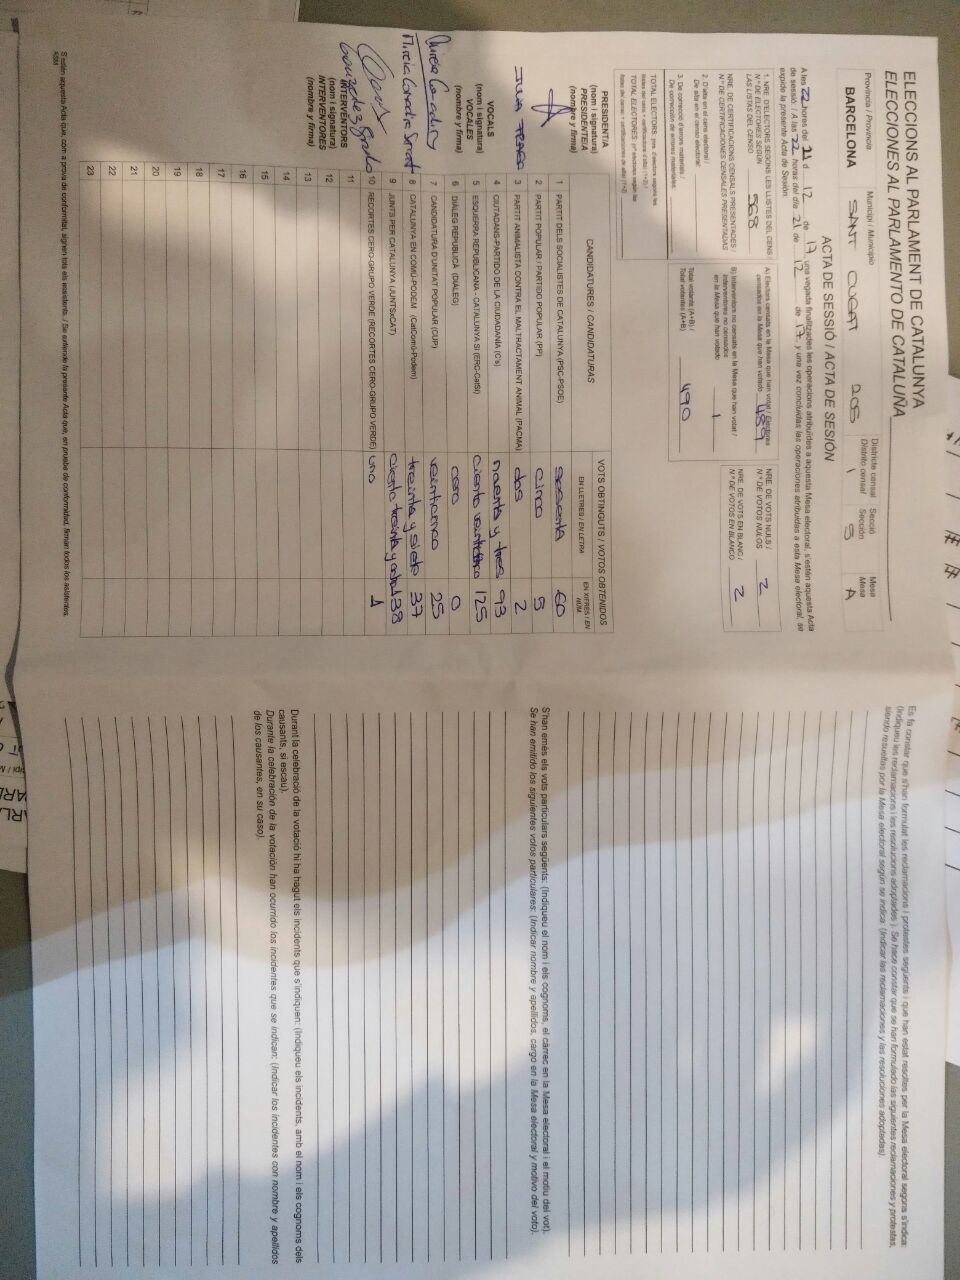 ELECCIONS AL PARLAMENT DE CATALUNYA
ELECCIONES AL PARLAMENTO DE CATALUÑA
Província / Provincia
BARCELONA
Municipi / Municipio
SANT CUGAT
205
Districte censal
Distrito censal
1
Secció
Sección
Mesa
Mesa
A
ACTA DE SESSIÓ / ACTA DE SESIÓN
A les 22 hores del 21 d 12 de 17, una vegada finalitzades les operacions atribuïdes a aquesta Mesa electoral, s'estén aquesta Acta
de sessió. / A las 22 horas del día 21 de 12 de 17, y una vez concluidas las operaciones atribuidas a esta Mesa electoral, se
expide la presente Acta de Sesión.
1. NRE. D'ELECTORS SEGONS LES LLISTES DEL CENS /
N.º DE ELECTORES SEGÚN
LAS LISTAS DEL CENSO
568
NRE. DE CERTIFICACIONS CENSALS PRESENTADES /
N.º DE CERTIFICACIONES CENSALES PRESENTADAS
2. D'alta en el cens electoral /
De alta en el censo electoral
3. De correcció d'errors materials /
De corrección de errores materiales
TOTAL ELECTORS
TOTAL ELECTORES
A) Electors censats en la Mesa que han votat / Electores
censados en la Mesa que han votado 489
B) Interventors no censats en la Mesa que han votat /
Interventores no censados
en la Mesa que han votado 1
Total votants (A+B) /
Total votantes (A+B) 490
NRE. DE VOTS NULS /
N.º DE VOTOS NULOS 2
NRE. DE VOTS EN BLANC /
N.º DE VOTOS EN BLANCO 2
CANDIDATURES / CANDIDATURAS
VOTS OBTINGUTS / VOTOS OBTENIDOS
EN LLETRES / EN LETRA
EN XIFRES / EN NÚM.
1 PARTIT DELS SOCIALISTES DE CATALUNYA (PSC-PSOE) sesenta 60
2 PARTIT POPULAR / PARTIDO POPULAR (PP) cinco 5
3 PARTIT ANIMALISTA CONTRA EL MALTRACTAMENT ANIMAL (PACMA) dos 2
4 CIUTADANS-PARTIDO DE LA CIUDADANÍA (C's) noventa y tres 93
5 ESQUERRA REPUBLICANA - CATALUNYA SÍ (ERC-CatSí) ciento veinticinco 125
6 DIÀLEG REPUBLICÀ (DIÀLEG) cero 0
7 CANDIDATURA D'UNITAT POPULAR (CUP) veinticinco 25
8 CATALUNYA EN COMÚ-PODEM (CatComú-Podem) treinta y siete 37
9 JUNTS PER CATALUNYA (JUNTSxCAT) ciento treinta y ocho 138
10 RECORTES CERO-GRUPO VERDE (RECORTES CERO-GRUPO VERDE) uno 1
11
12
13
14
15
16
17
18
19
20
21
22
23
PRESIDENT/A
(nom i signatura)
PRESIDENTE/A
(nombre y firma)
VOCALS
(nom i signatura)
VOCALES
(nombre y firma)
INTERVENTORS
(nom i signatura)
INTERVENTORES
(nombre y firma)
S'estén aquesta Acta que, com a prova de conformitat, signen tots els assistents. / Se extiende la presente Acta que, en prueba de conformidad, firman todos los asistentes.
Es fa constar que s'han formulat les reclamacions i protestes següents i que han estat resoltes per la Mesa electoral segons s'indica:
(Indiqueu les reclamacions i les resolucions adoptades). Se hace constar que se han formulado las siguientes reclamaciones y protestas,
siendo resueltas por la Mesa electoral según se indica: (Indicar las reclamaciones y las resoluciones adoptadas).
S'han emès els vots particulars següents: (Indiqueu el nom i els cognoms, el càrrec en la Mesa electoral i el motiu del vot).
Se han emitido los siguientes votos particulares: (Indicar nombre y apellidos, cargo en la Mesa electoral y motivo del voto).
Durant la celebració de la votació hi ha hagut els incidents que s'indiquen: (Indiqueu els incidents, amb el nom i els cognoms dels
causants, si escau).
Durante la celebración de la votación han ocurrido los incidentes que se indican: (Indicar los incidentes con nombre y apellidos
de los causantes, en su caso).